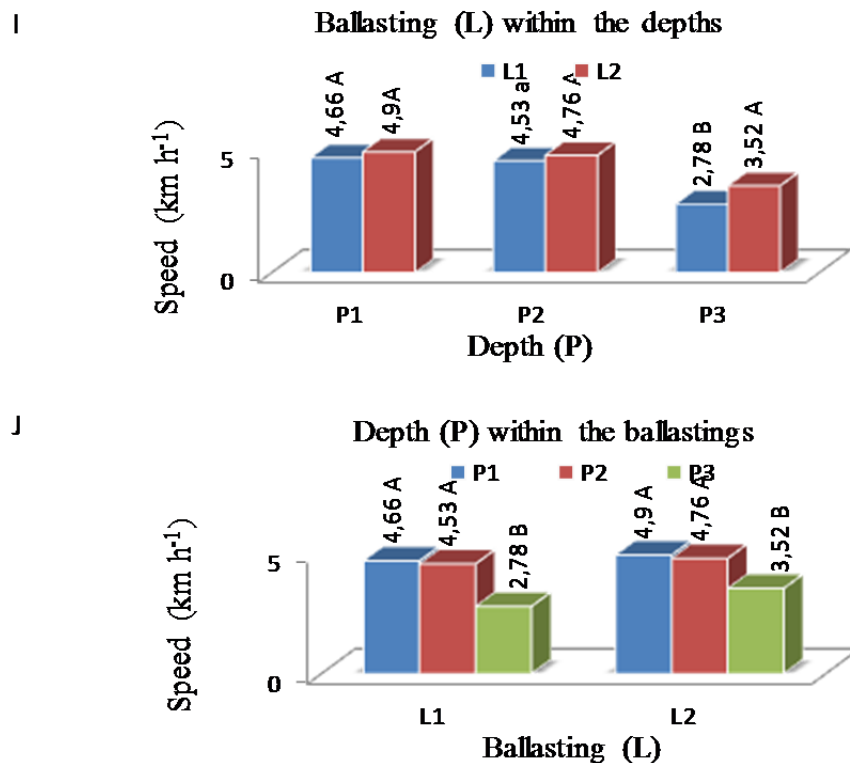 I
Ballasting (L) within the depths
L1 L2
4,66 A 4,9A 4,53 a 4,76 A 2,78 B 3,52 A
Speed (km h-1)
5
0
P1 P2 P3
Depth (P)
J
Depth (P) within the ballastings
P1 P2 P3
4,66 A 4,53 A 2,78 B 4,9 A 4,76 A 3,52 B
Speed (km h-1)
5
0
L1 L2
Ballasting (L)